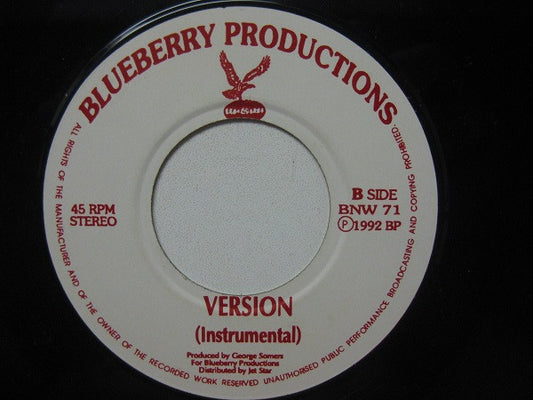 BLUEBERRY PRODUCTIONS
45 RPM
STEREO
B SIDE
BNW 71
Ⓟ 1992 BP
VERSION
(Instrumental)
Produced by George Somers
For Blueberry Productions
Distributed by Jet Star
ALL RIGHTS OF THE MANUFACTURER AND OF THE OWNER OF THE RECORDED WORK RESERVED UNAUTHORISED PUBLIC PERFORMANCE BROADCASTING AND COPYING PROHIBITED.